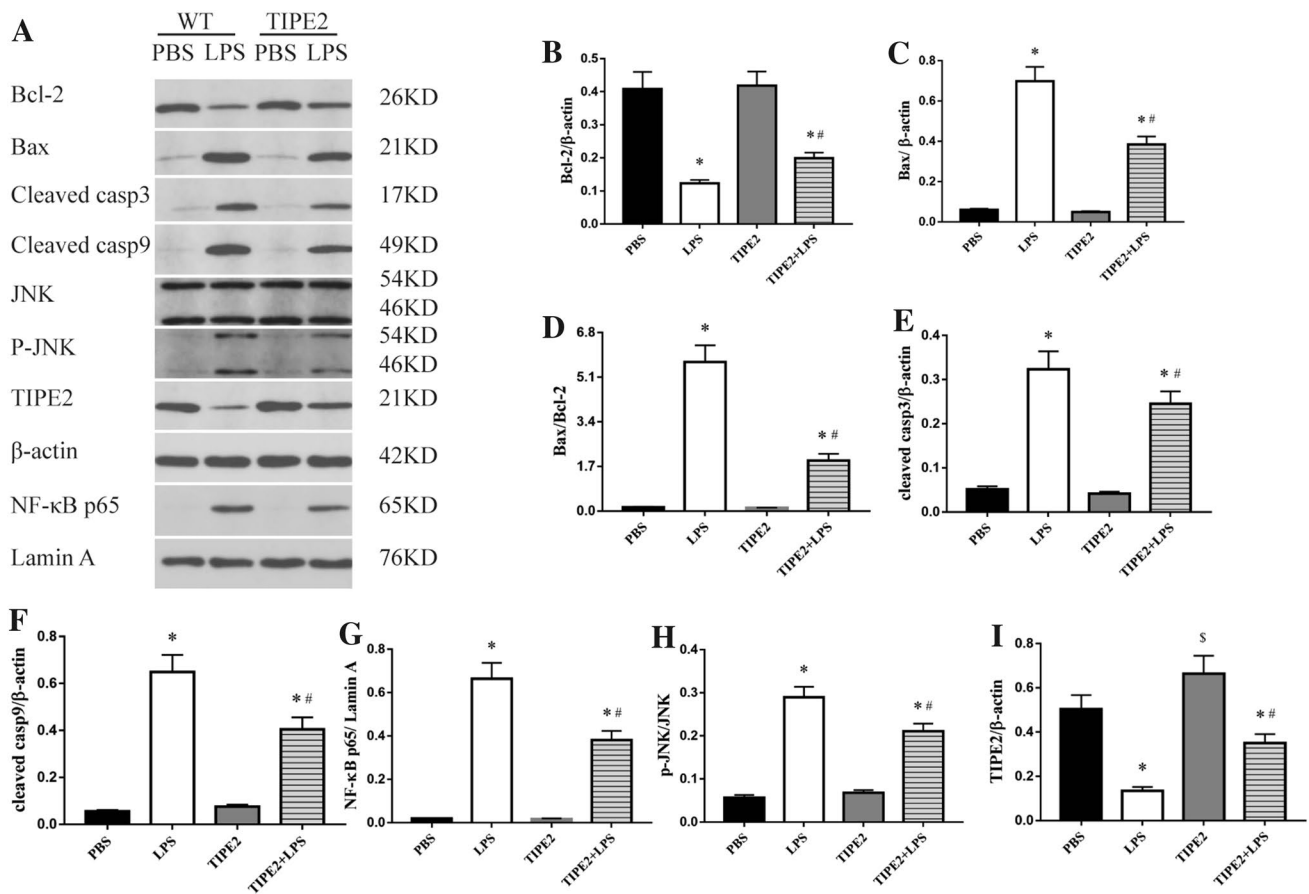 A
WT TIPE2
PBS LPS PBS LPS
Bcl-2 26KD
Bax 21KD
Cleaved casp3 17KD
Cleaved casp9 49KD
JNK 54KD
46KD
P-JNK 54KD
46KD
TIPE2 21KD
β-actin 42KD
NF-κB p65 65KD
Lamin A 76KD
B
Bcl-2/β-actin
0.5
0.4
0.3
0.2
0.1
0.0
*
* #
PBS LPS TIPE2 TIPE2+LPS
C
Bax/ β-actin
0.8
0.6
0.4
0.2
0.0
*
* #
PBS LPS TIPE2 TIPE2+LPS
D
Bax/Bcl-2
6.8
5.1
3.4
1.7
0.0
*
* #
PBS LPS TIPE2 TIPE2+LPS
E
cleaved casp3/β-actin
0.4
0.3
0.2
0.1
0.0
*
* #
PBS LPS TIPE2 TIPE2+LPS
F
cleaved casp9/β-actin
0.8
0.6
0.4
0.2
0.0
*
* #
PBS LPS TIPE2 TIPE2+LPS
G
NF-κB p65/ Lamin A
0.8
0.6
0.4
0.2
0.0
*
* #
PBS LPS TIPE2 TIPE2+LPS
H
p-JNK/JNK
0.4
0.3
0.2
0.1
0.0
*
* #
PBS LPS TIPE2 TIPE2+LPS
I
TIPE2/β-actin
0.8
0.6
0.4
0.2
0.0
*
$
* #
PBS LPS TIPE2 TIPE2+LPS